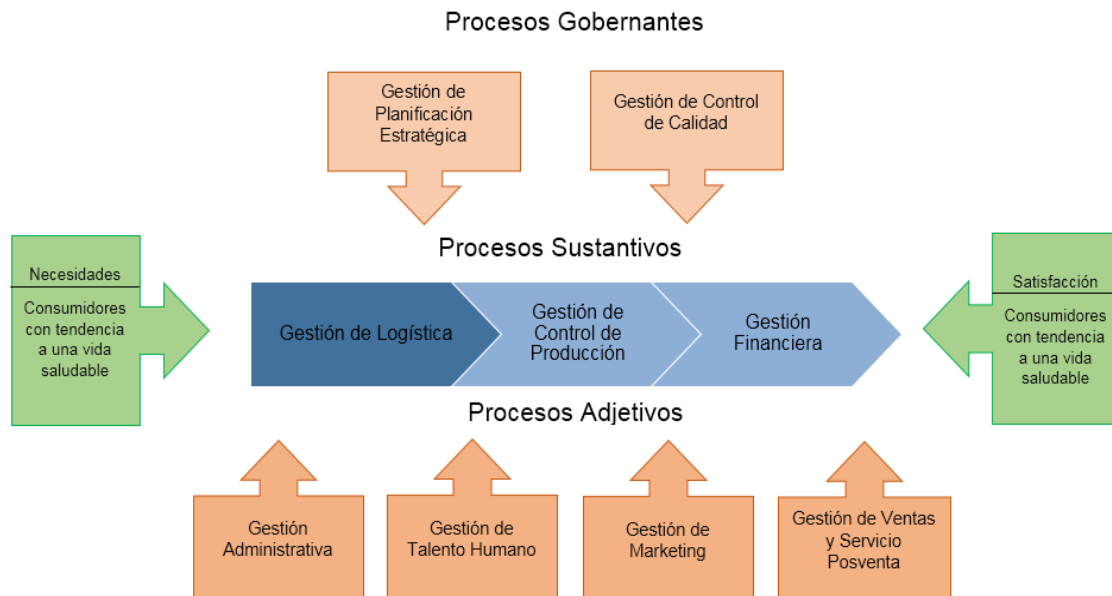 Procesos Gobernantes
Gestión de
Planificación
Estratégica
Gestión de Control
de Calidad
Procesos Sustantivos
Necesidades
Consumidores
con tendencia
a una vida
saludable
Gestión de Logística
Gestión de
Control de
Producción
Gestión
Financiera
Satisfacción
Consumidores
con tendencia
a una vida
saludable
Procesos Adjetivos
Gestión
Administrativa
Gestión de
Talento Humano
Gestión de
Marketing
Gestión de Ventas
y Servicio
Posventa